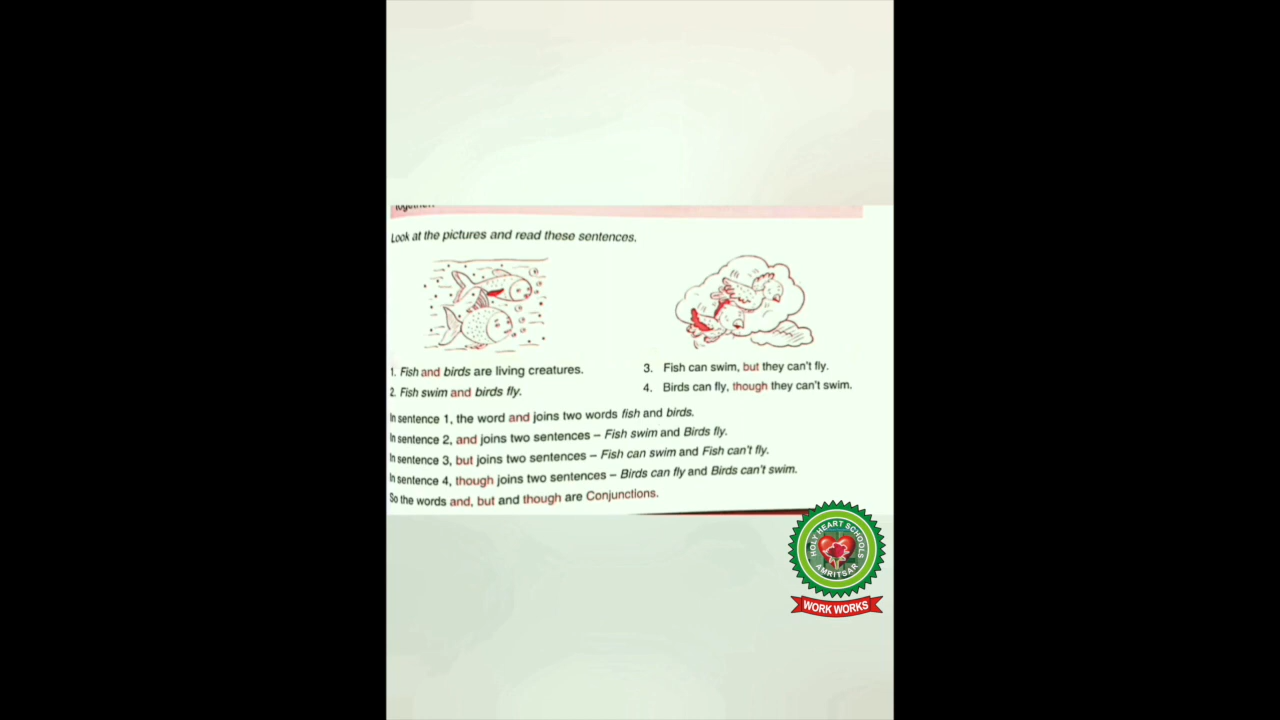 Look at the pictures and read these sentences.
1. Fish and birds are living creatures.
2. Fish swim and birds fly.
3. Fish can swim, but they can't fly.
4. Birds can fly, though they can't swim.
In sentence 1, the word and joins two words fish and birds.
In sentence 2, and joins two sentences – Fish swim and Birds fly.
In sentence 3, but joins two sentences – Fish can swim and Fish can't fly.
In sentence 4, though joins two sentences – Birds can fly and Birds can't swim.
So the words and, but and though are Conjunctions.
HOLY HEART SCHOOLS
AMRITSAR
WORK WORKS